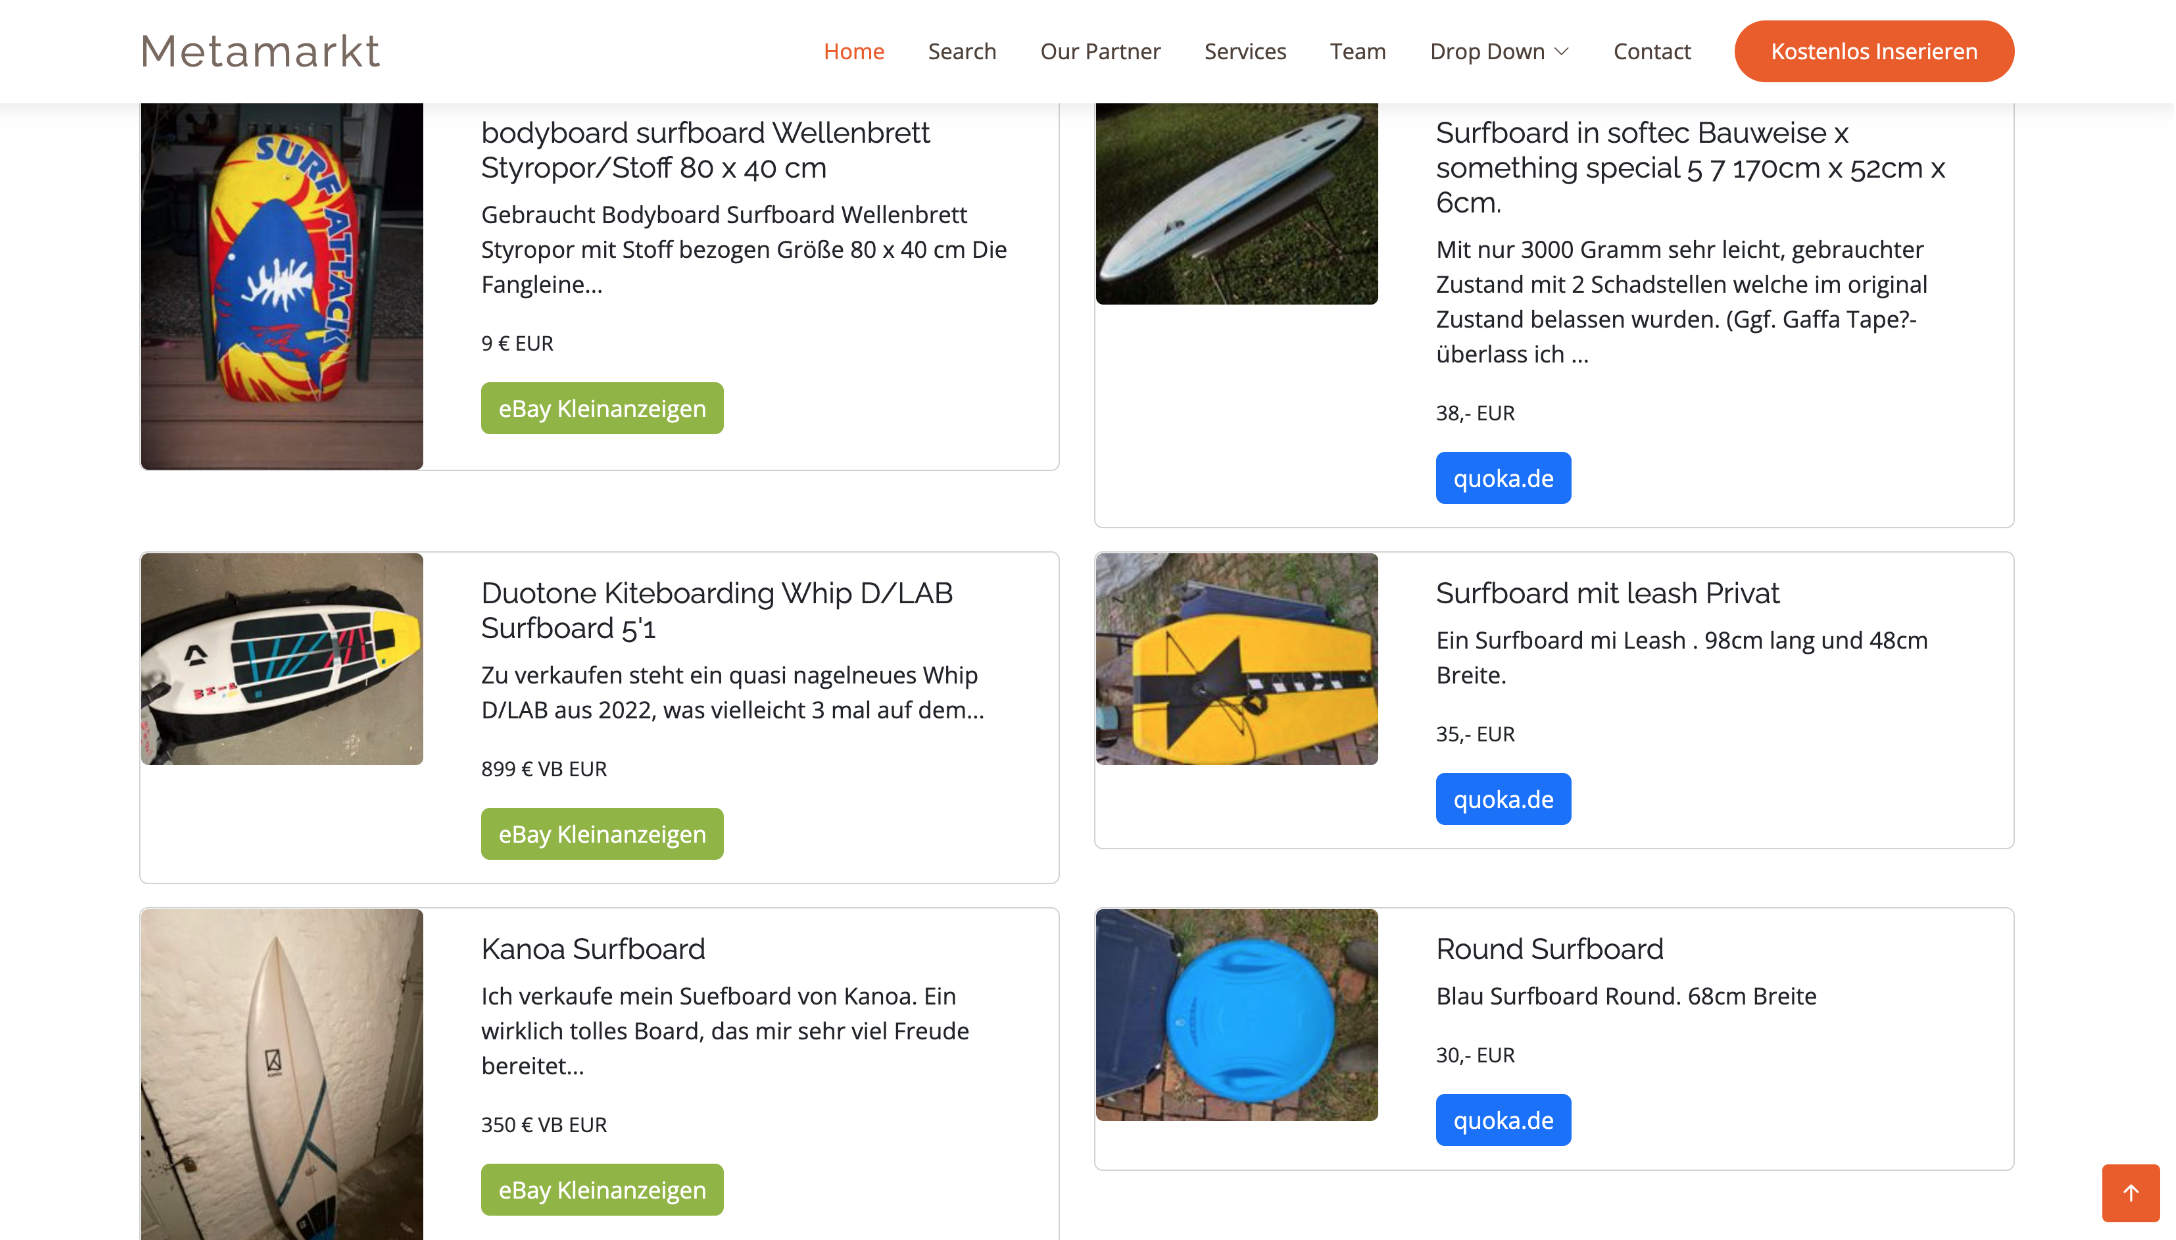 Metamarkt
Home
Search
Our Partner
Services
Team
Drop Down
Contact
Kostenlos Inserieren
SURF ATTACK
bodyboard surfboard Wellenbrett
Styropor/Stoff 80 x 40 cm
Gebraucht Bodyboard Surfboard Wellenbrett
Styropor mit Stoff bezogen Größe 80 x 40 cm Die
Fangleine...
9 € EUR
eBay Kleinanzeigen
Surfboard in softec Bauweise x
something special 5 7 170cm x 52cm x
6cm.
Mit nur 3000 Gramm sehr leicht, gebrauchter
Zustand mit 2 Schadstellen welche im original
Zustand belassen wurden. (Ggf. Gaffa Tape?-
überlass ich ...
38,- EUR
quoka.de
Duotone Kiteboarding Whip D/LAB
Surfboard 5'1
Zu verkaufen steht ein quasi nagelneues Whip
D/LAB aus 2022, was vielleicht 3 mal auf dem...
899 € VB EUR
eBay Kleinanzeigen
Surfboard mit leash Privat
Ein Surfboard mi Leash . 98cm lang und 48cm
Breite.
35,- EUR
quoka.de
Kanoa Surfboard
Ich verkaufe mein Suefboard von Kanoa. Ein
wirklich tolles Board, das mir sehr viel Freude
bereitet...
350 € VB EUR
eBay Kleinanzeigen
Round Surfboard
Blau Surfboard Round. 68cm Breite
30,- EUR
quoka.de